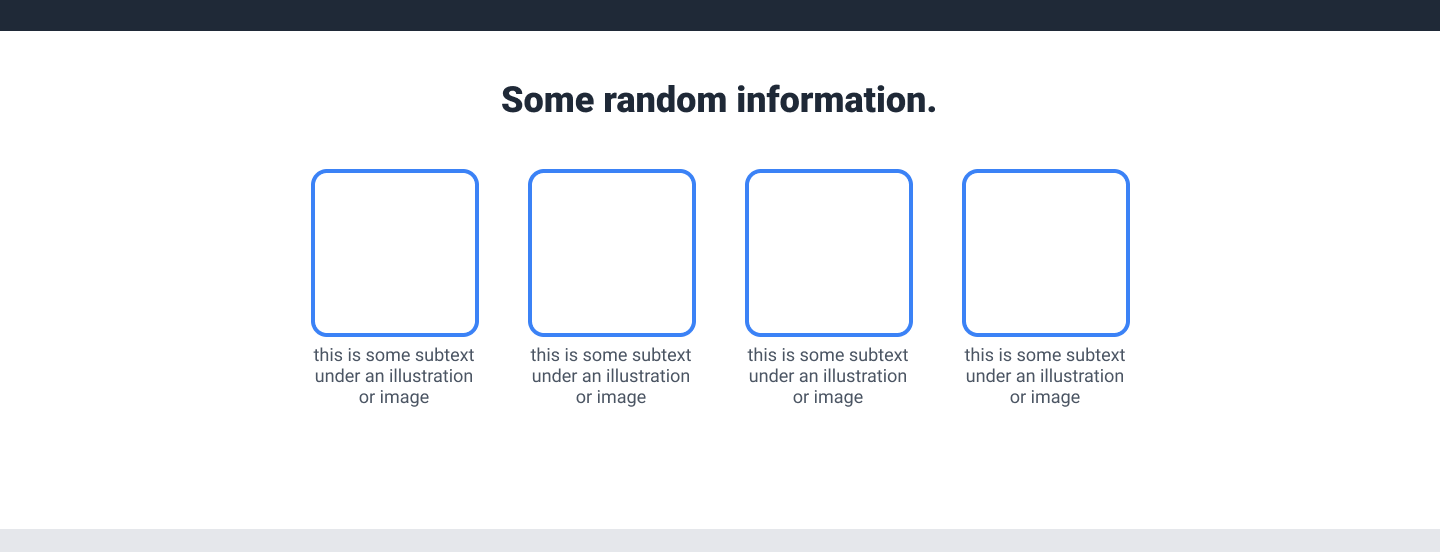 Some random information.
this is some subtext
under an illustration
or image
this is some subtext
under an illustration
or image
this is some subtext
under an illustration
or image
this is some subtext
under an illustration
or image